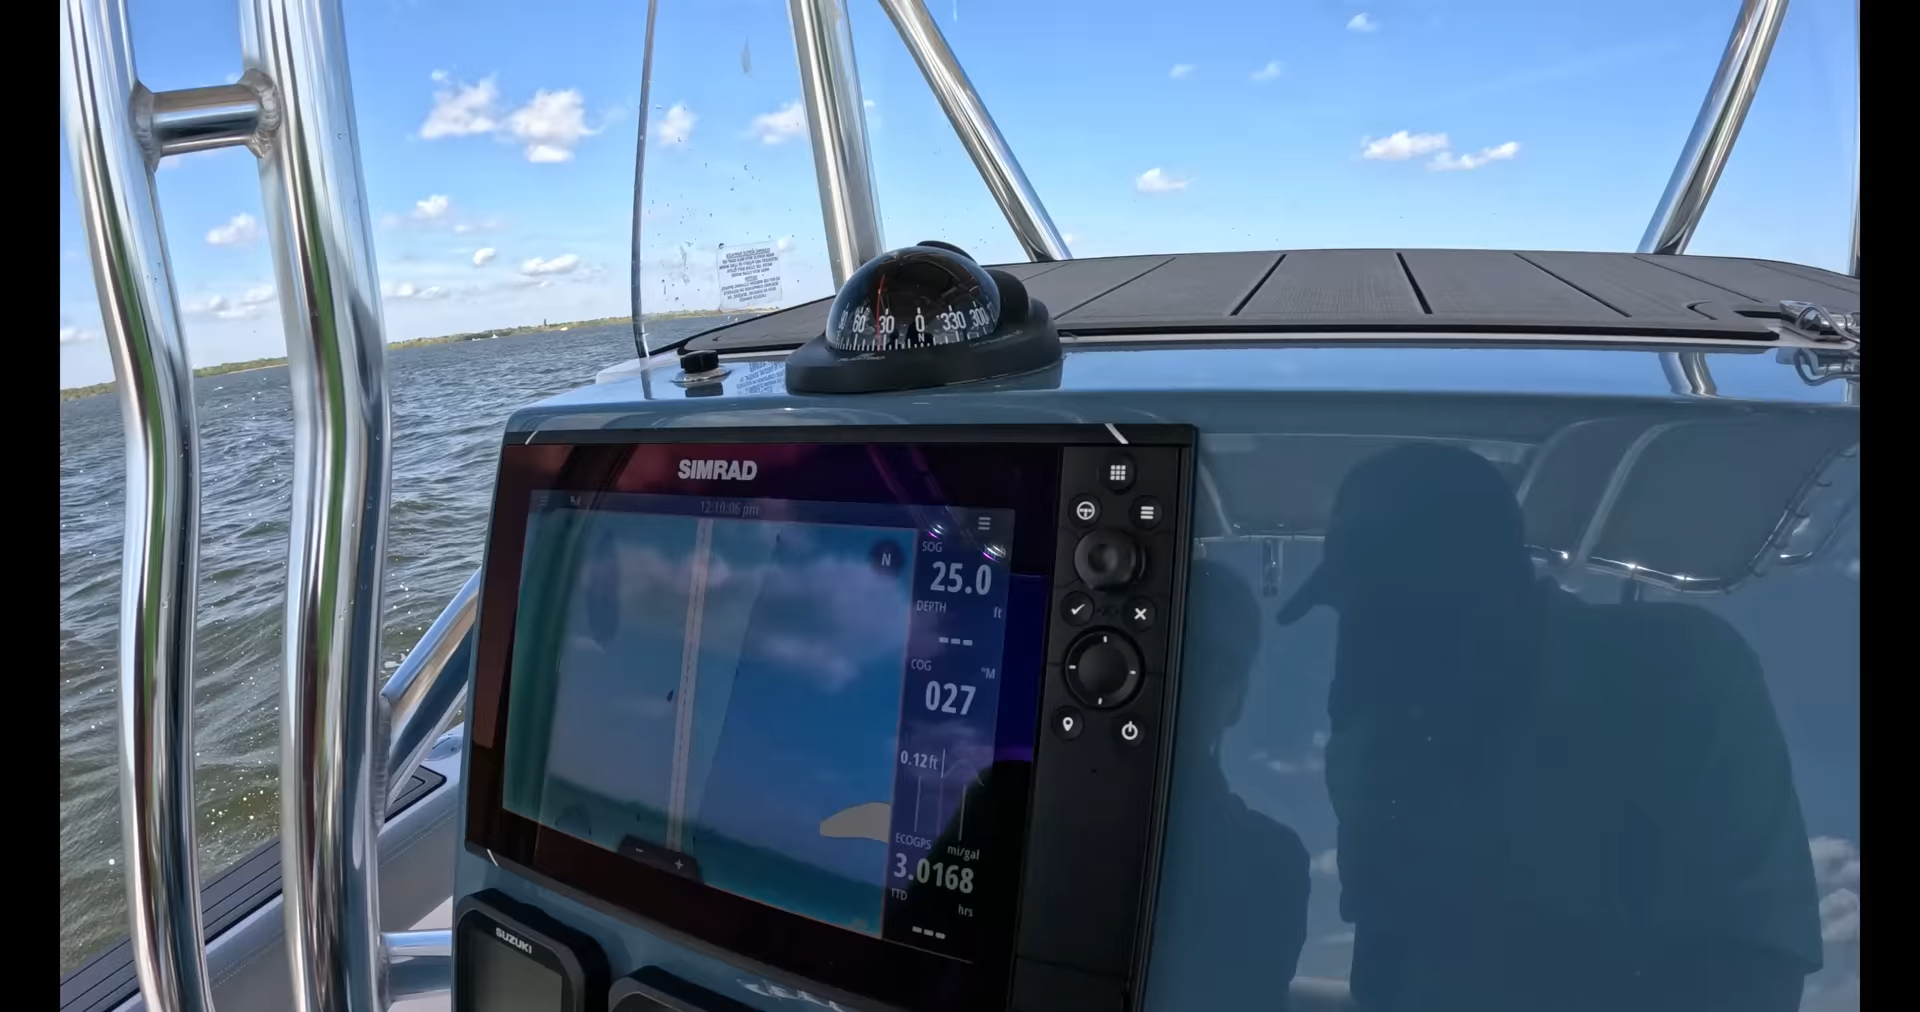 60 30 0 330 300
N
SIMRAD
12:10:06 pm
N
SOG
25.0
DEPTH ft
---
COG °M
027
0.12ft
ECOGPS mi/gal
3.0168
TTD hrs
---
- +
SUZUKI